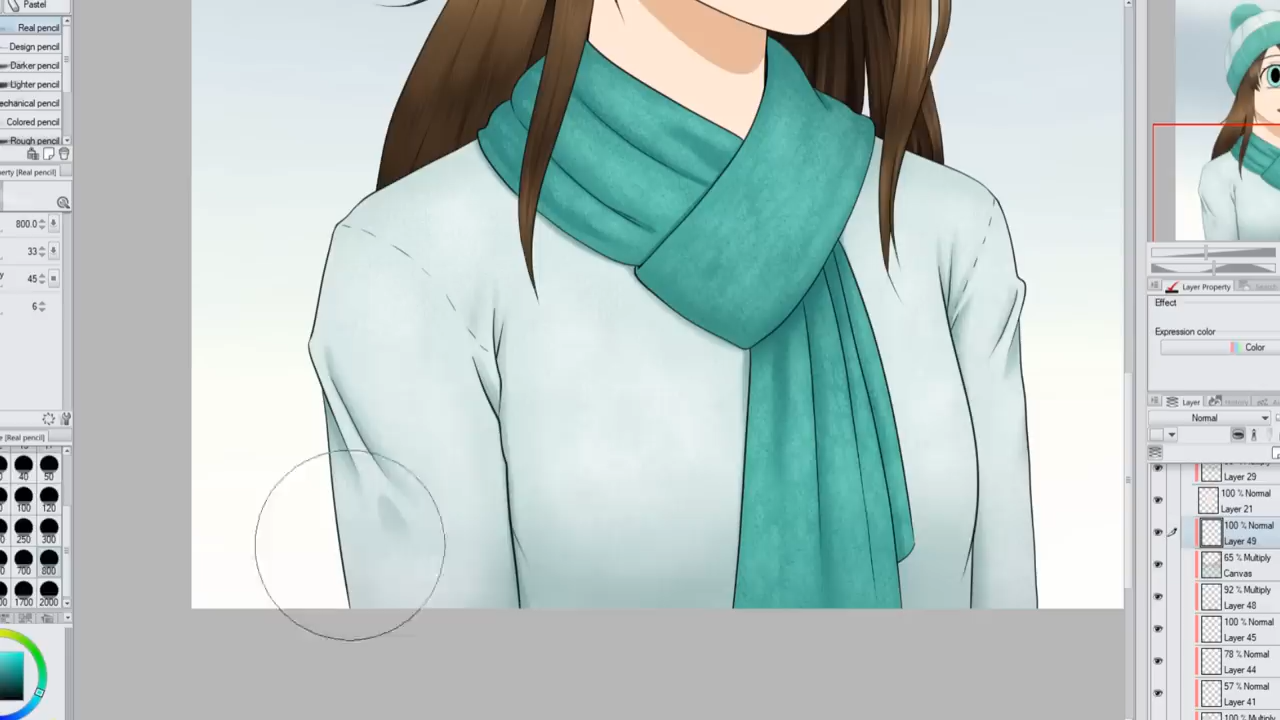 Pastel
Real pencil
Design pencil
Darker pencil
Lighter pencil
echanical pencil
Colored pencil
Rough pencil
erty [Real pencil]
800.0
33
y 45
6
e [Real pencil]
40 50
100 120
250 300
700 800
1700 2000
Layer Property
Effect
Expression color
Color
Layer
History
Normal
Layer 29
100 % Normal
Layer 21
100 % Normal
Layer 49
65 % Multiply
Canvas
92 % Multiply
Layer 48
100 % Normal
Layer 45
78 % Normal
Layer 44
57 % Normal
Layer 41
100 % Multiply